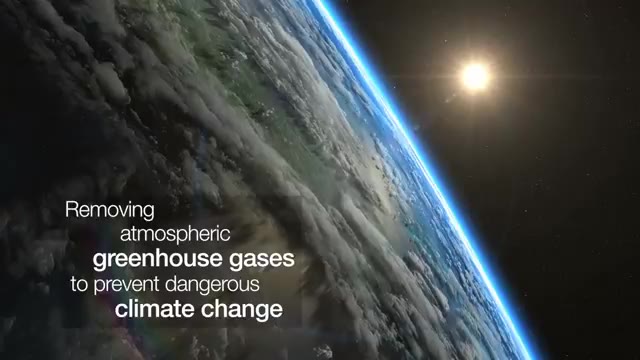 Removing
atmospheric
greenhouse gases
to prevent dangerous
climate change